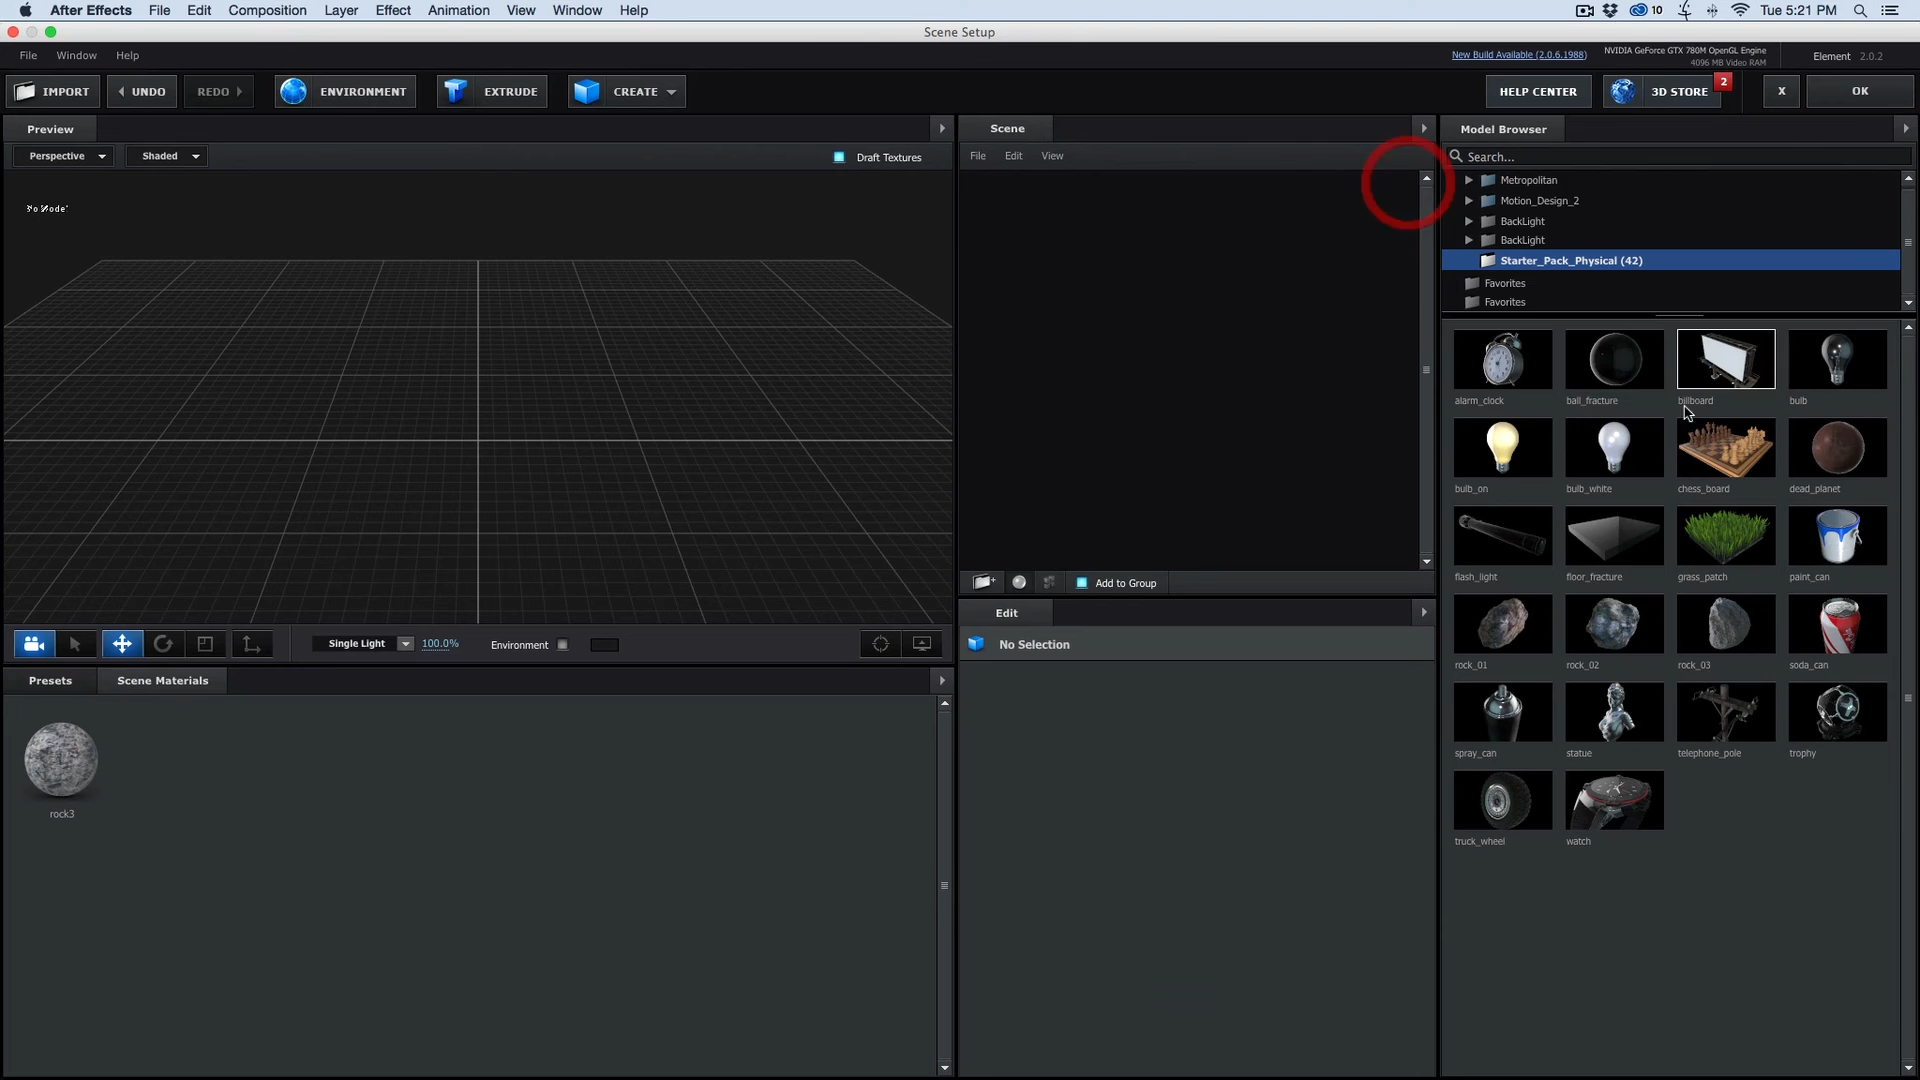 After Effects File Edit Composition Layer Effect Animation View Window Help 10 Tue 5:21 PM
Scene Setup
File Window Help
New Build Available (2.0.6.1988)
NVIDIA GeForce GTX 780M OpenGL Engine
4096 MB Video RAM
Element 2.0.2
IMPORT UNDO REDO ENVIRONMENT EXTRUDE CREATE HELP CENTER 3D STORE 2 X OK
Preview
Perspective Shaded Draft Textures
Single Light 100.0% Environment
Presets Scene Materials
rock3
Scene
File Edit View
Add to Group
Edit
No Selection
Model Browser
Search...
Metropolitan
Motion_Design_2
BackLight
BackLight
Starter_Pack_Physical (42)
Favorites
Favorites
alarm_clock ball_fracture billboard bulb
bulb_on bulb_white chess_board dead_planet
flash_light floor_fracture grass_patch paint_can
rock_01 rock_02 rock_03 soda_can
spray_can statue telephone_pole trophy
truck_wheel watch